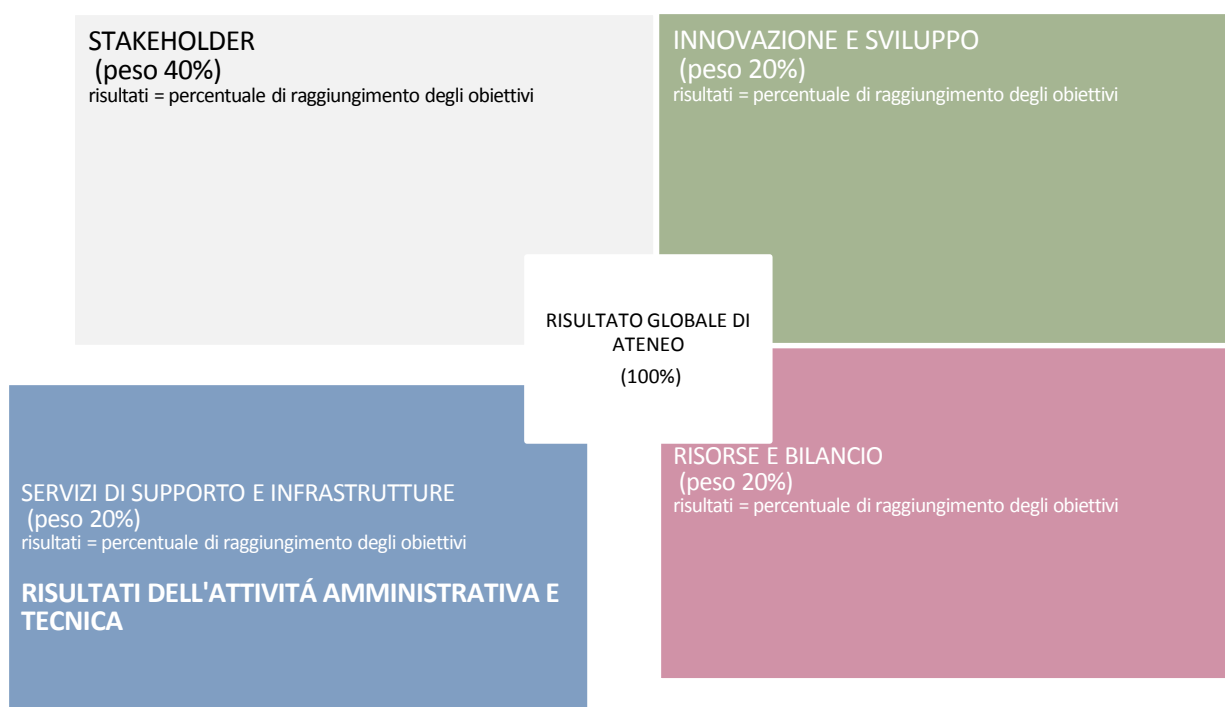 STAKEHOLDER
(peso 40%)
risultati = percentuale di raggiungimento degli obiettivi
INNOVAZIONE E SVILUPPO
(peso 20%)
risultati = percentuale di raggiungimento degli obiettivi
RISULTATO GLOBALE DI
ATENEO
(100%)
SERVIZI DI SUPPORTO E INFRASTRUTTURE
(peso 20%)
risultati = percentuale di raggiungimento degli obiettivi
RISULTATI DELL'ATTIVITÁ AMMINISTRATIVA E
TECNICA
RISORSE E BILANCIO
(peso 20%)
risultati = percentuale di raggiungimento degli obiettivi